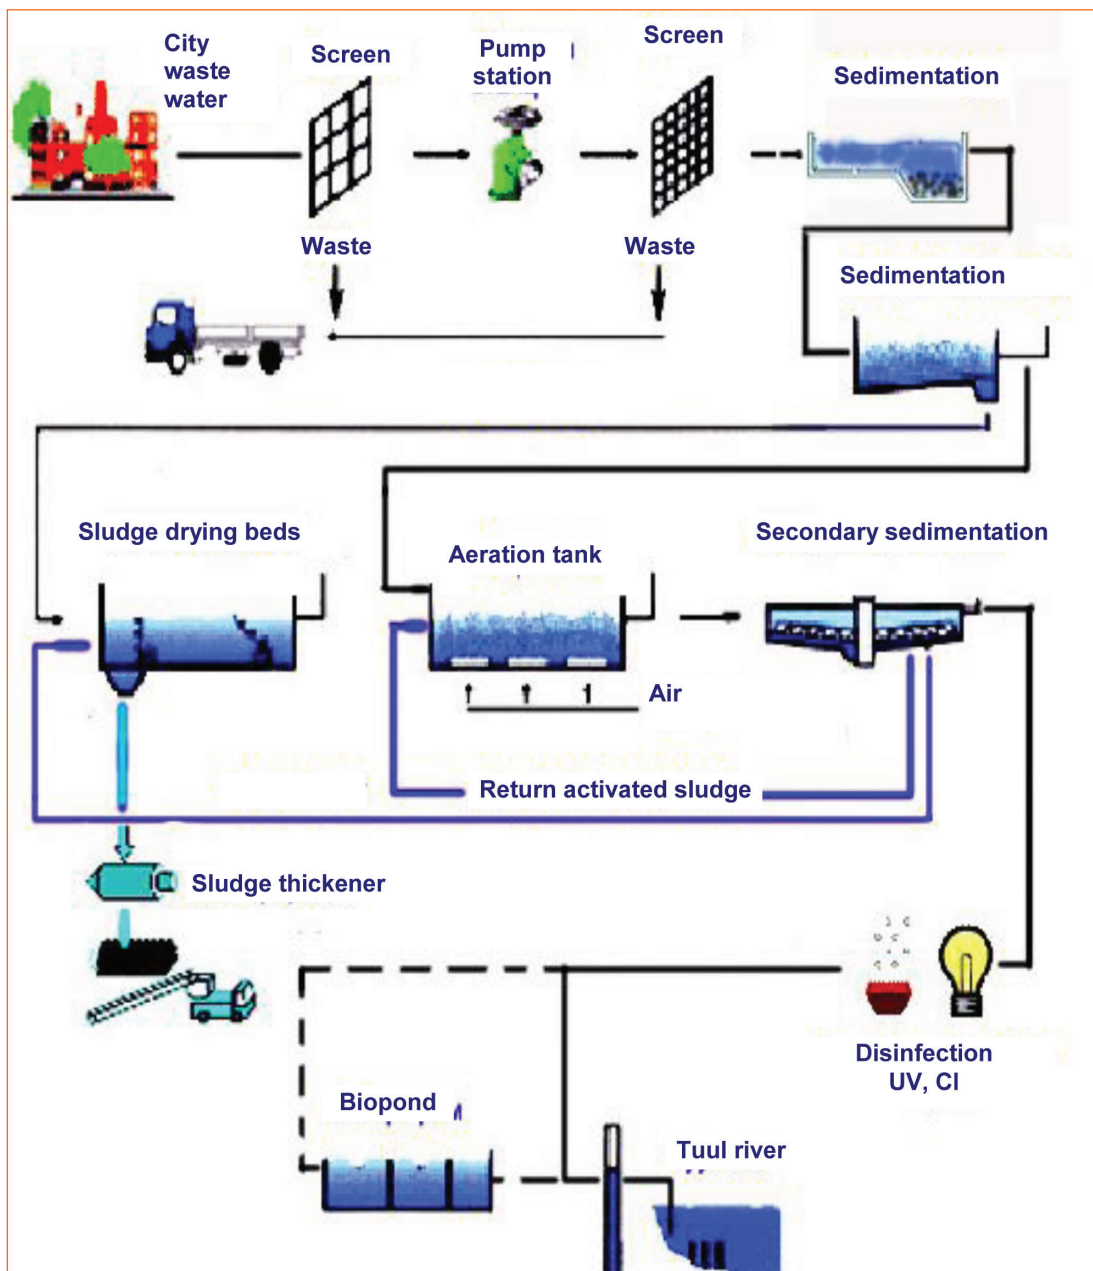 City
waste
water
Screen
Pump
station
Screen
Sedimentation
Waste
Waste
Sedimentation
Sludge drying beds
Aeration tank
Secondary sedimentation
Air
Return activated sludge
Sludge thickener
Disinfection
UV, Cl
Biopond
Tuul river